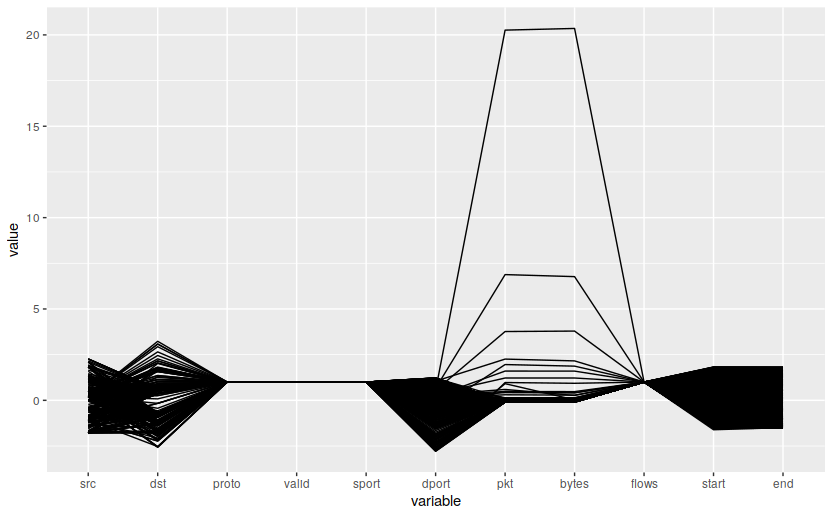 20
15
10
5
0
value
src dst proto valId sport dport pkt bytes flows start end
variable